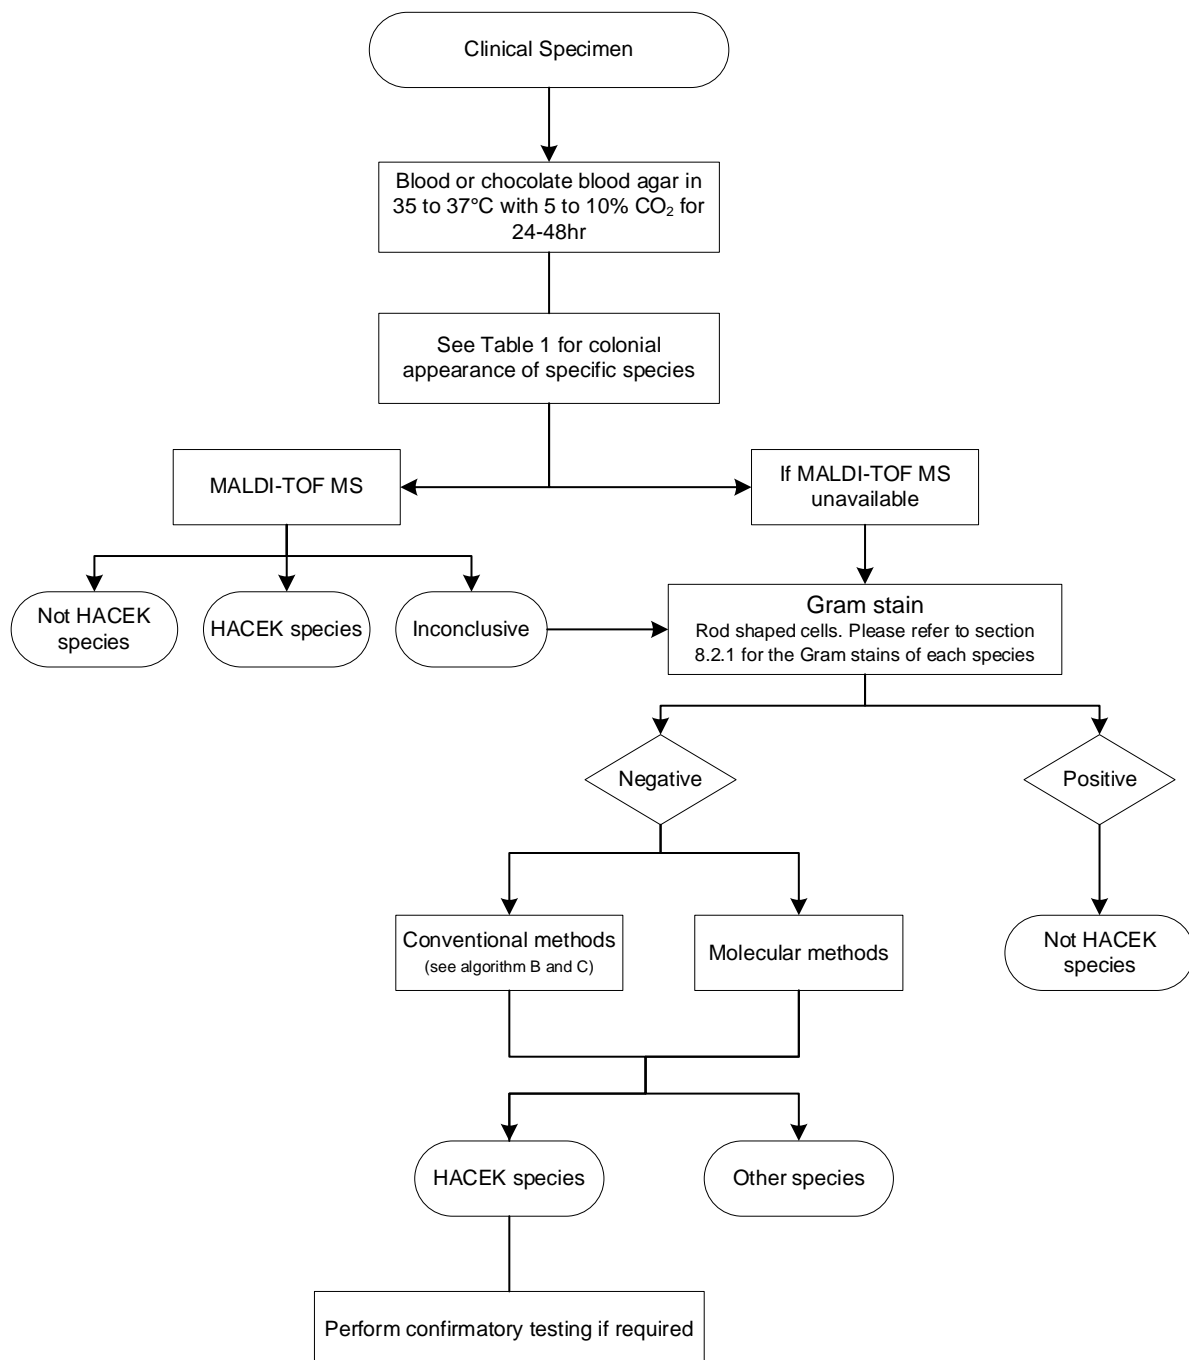 Clinical Specimen
Blood or chocolate blood agar in
35 to 37°C with 5 to 10% CO₂ for
24-48hr
See Table 1 for colonial
appearance of specific species
MALDI-TOF MS
If MALDI-TOF MS
unavailable
Not HACEK
species
HACEK species
Inconclusive
Gram stain
Rod shaped cells. Please refer to section
8.2.1 for the Gram stains of each species
Negative
Positive
Conventional methods
(see algorithm B and C)
Molecular methods
Not HACEK
species
HACEK species
Other species
Perform confirmatory testing if required